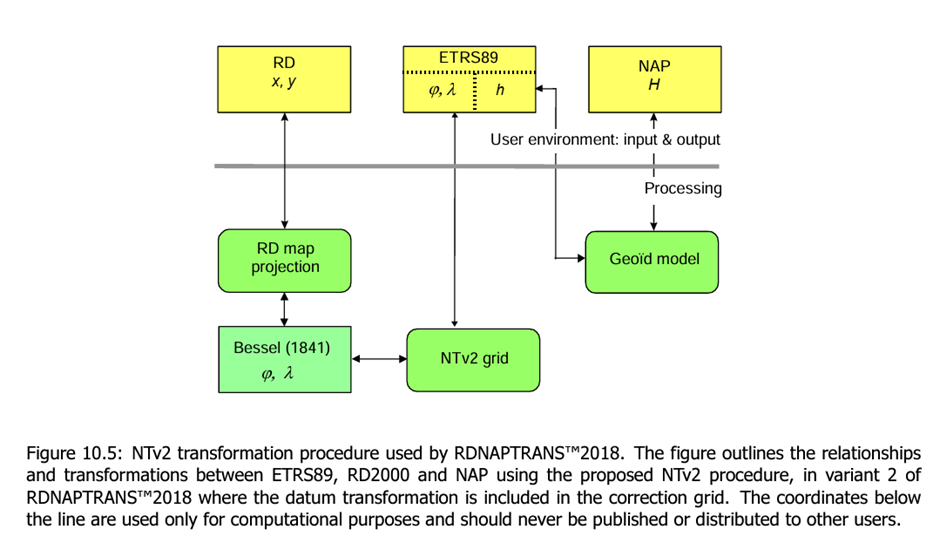 RD
x, y
ETRS89
φ, λ
h
NAP
H
User environment: input & output
Processing
RD map
projection
Geoïd model
Bessel (1841)
φ, λ
NTv2 grid
Figure 10.5: NTv2 transformation procedure used by RDNAPTRANS™2018. The figure outlines the relationships
and transformations between ETRS89, RD2000 and NAP using the proposed NTv2 procedure, in variant 2 of
RDNAPTRANS™2018 where the datum transformation is included in the correction grid. The coordinates below
the line are used only for computational purposes and should never be published or distributed to other users.